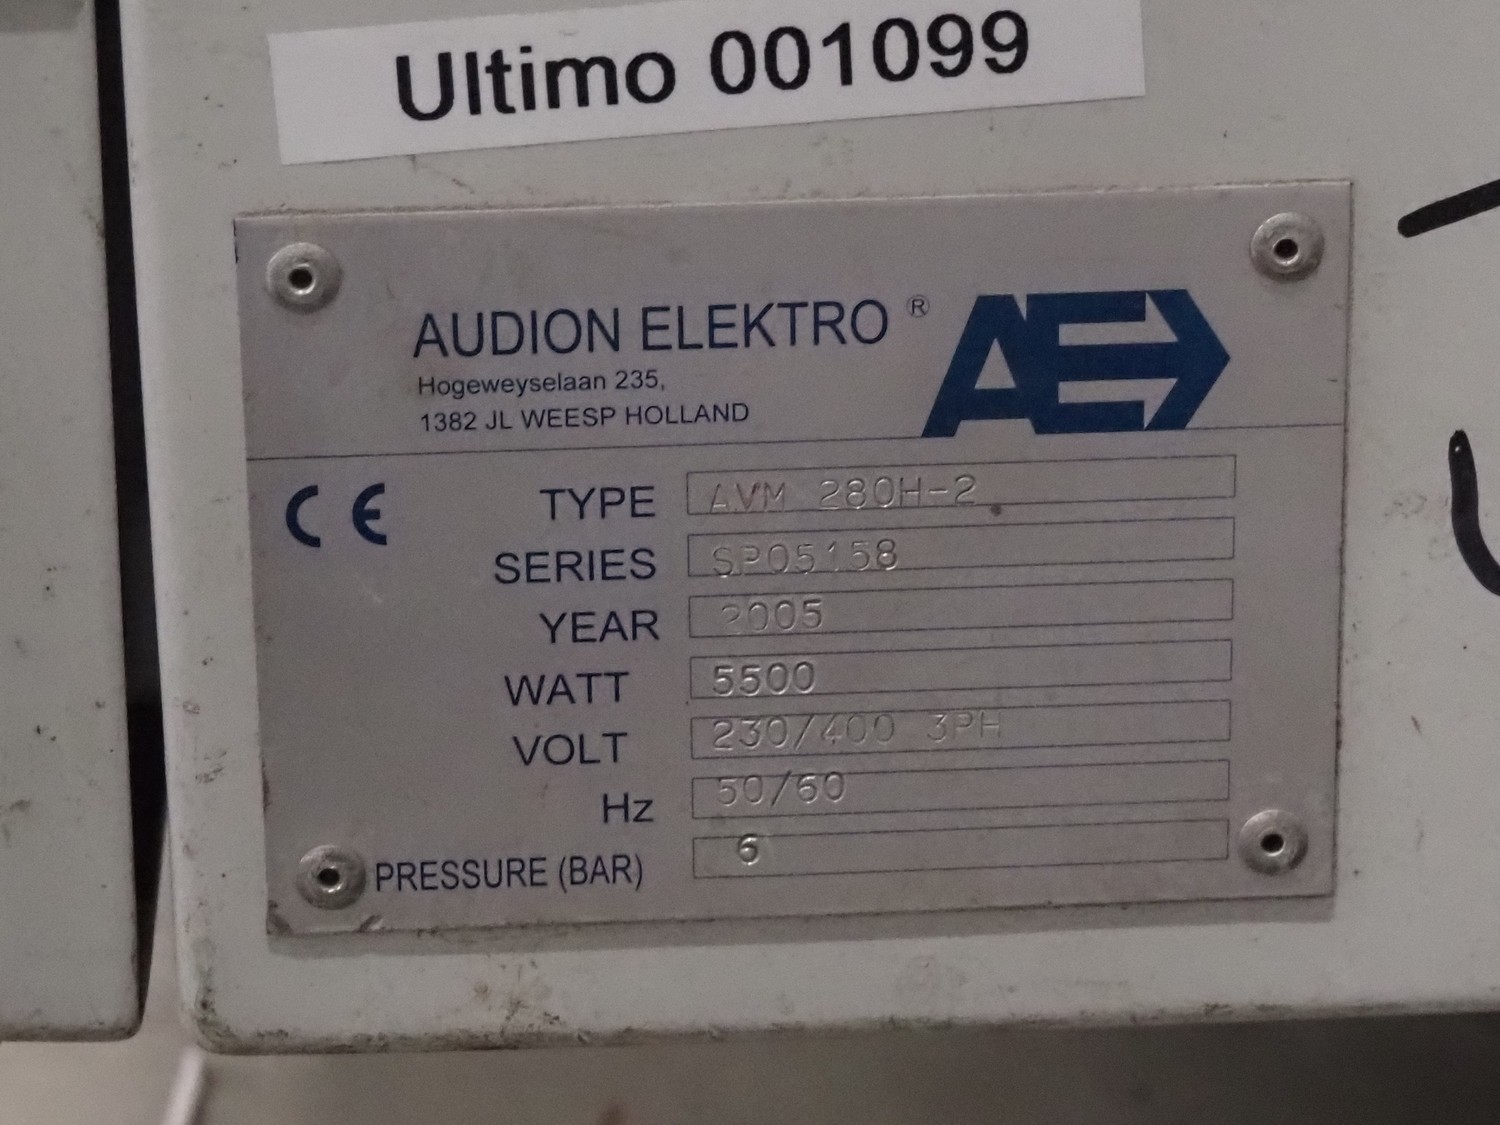 Ultimo 001099
AUDION ELEKTRO ®
Hogeweyselaan 235,
1382 JL WEESP HOLLAND
AE
CE
TYPE AVM 280H-2
SERIES SP05158
YEAR 2005
WATT 5500
VOLT 230/400 3PH
Hz 50/60
PRESSURE (BAR) 6